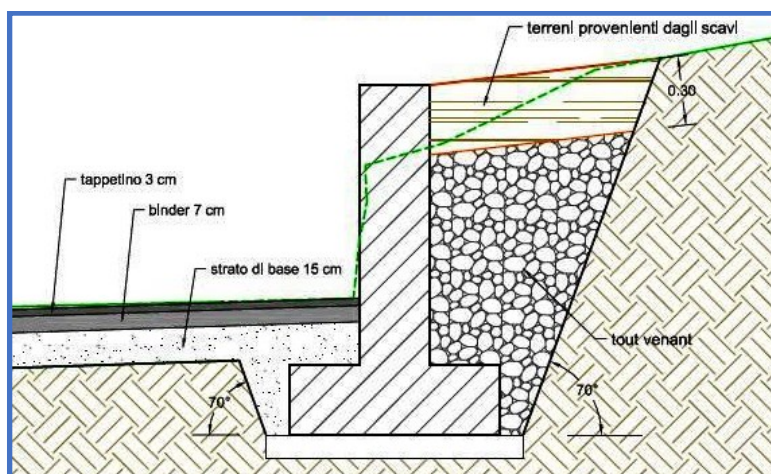 terreni provenienti dagli scavi
0.30
tappetino 3 cm
binder 7 cm
strato di base 15 cm
tout venant
70°
70°